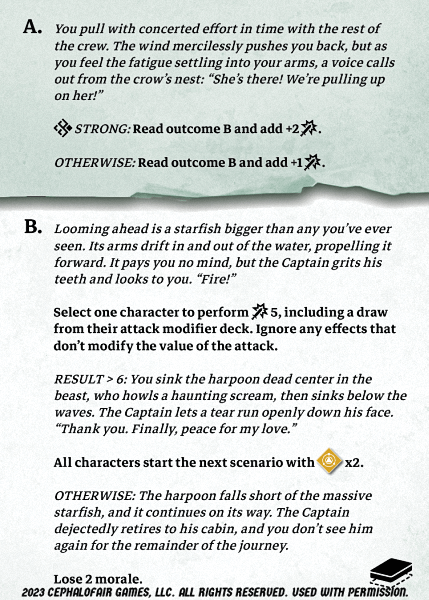 A. You pull with concerted effort in time with the rest of
the crew. The wind mercilessly pushes you back, but as
you feel the fatigue settling into your arms, a voice calls
out from the crow's nest: “She's there! We're pulling up
on her!”
STRONG: Read outcome B and add +2.
OTHERWISE: Read outcome B and add +1.
B. Looming ahead is a starfish bigger than any you've ever
seen. Its arms drift in and out of the water, propelling it
forward. It pays you no mind, but the Captain grits his
teeth and looks to you. “Fire!”
Select one character to perform 5, including a draw
from their attack modifier deck. Ignore any effects that
don't modify the value of the attack.
RESULT > 6: You sink the harpoon dead center in the
beast, who howls a haunting scream, then sinks below the
waves. The Captain lets a tear run openly down his face.
“Thank you. Finally, peace for my love.”
All characters start the next scenario with x2.
OTHERWISE: The harpoon falls short of the massive
starfish, and it continues on its way. The Captain
dejectedly retires to his cabin, and you don't see him
again for the remainder of the journey.
Lose 2 morale.
2023 CEPHALOFAIR GAMES, LLC. ALL RIGHTS RESERVED. USED WITH PERMISSION.